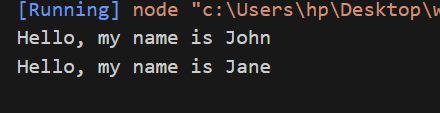 [Running] node "c:\Users\hp\Desktop\
Hello, my name is John
Hello, my name is Jane